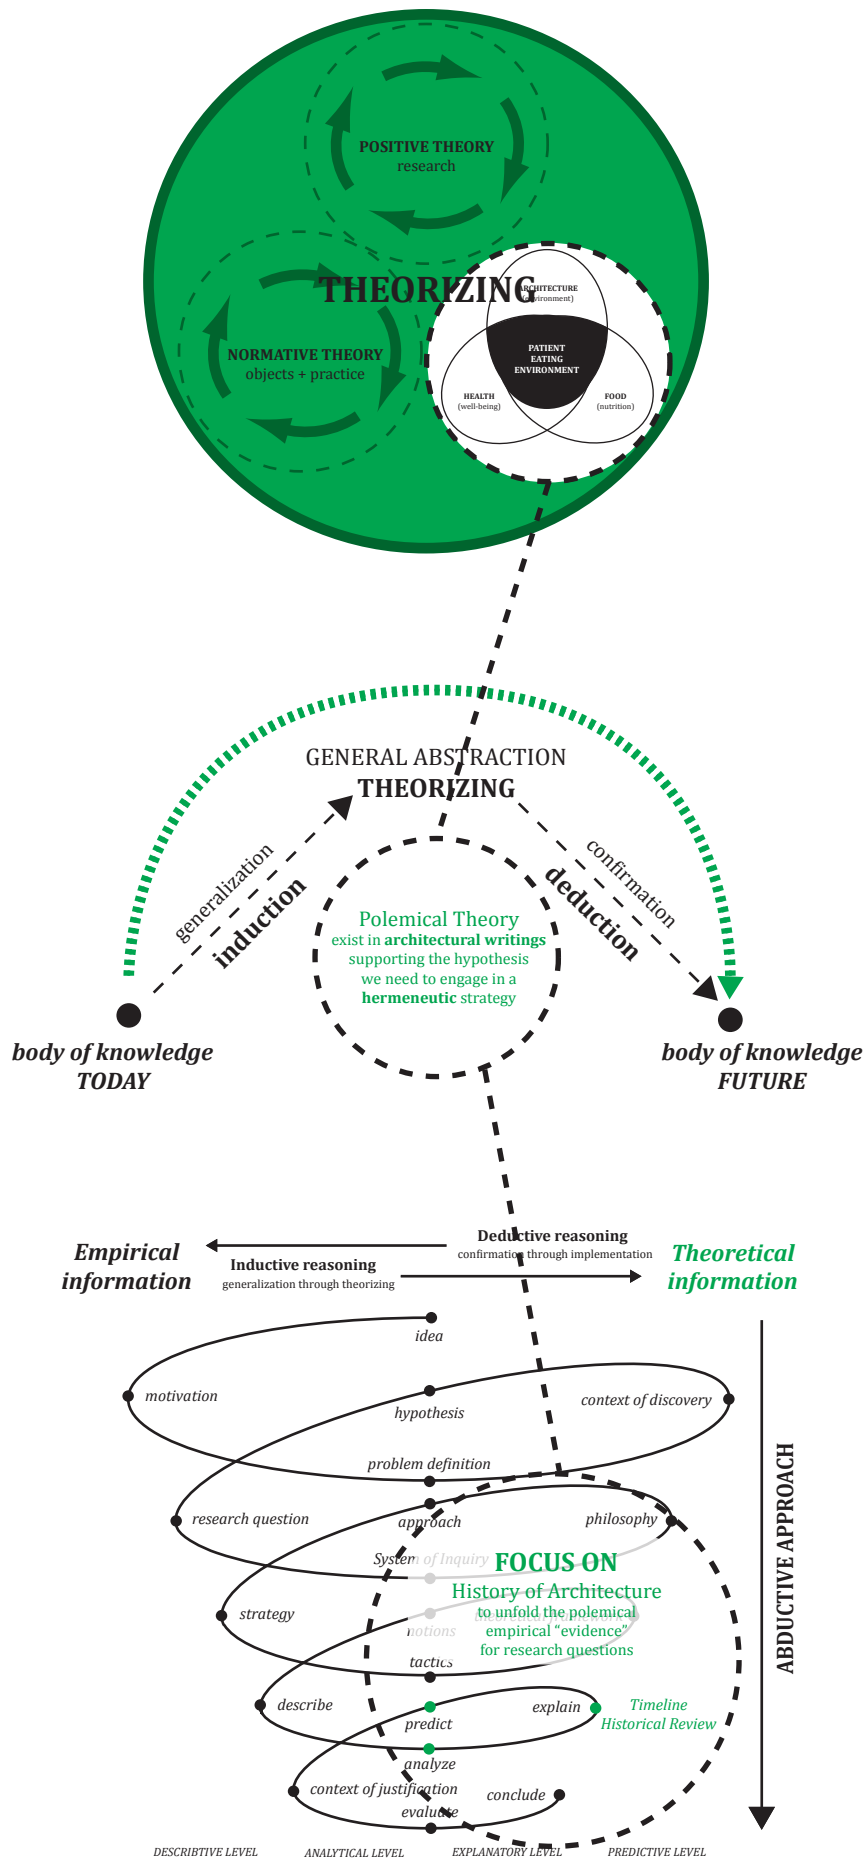 POSITIVE THEORY
research
THEORIZING
ARCHITECTURE
(environment)
NORMATIVE THEORY
objects + practice
PATIENT
EATING
ENVIRONMENT
HEALTH
(well-being)
FOOD
(nutrition)
GENERAL ABSTRACTION
THEORIZING
generalization
induction
confirmation
deduction
Polemical Theory
exist in architectural writings
supporting the hypothesis
we need to engage in a
hermeneutic strategy
body of knowledge
TODAY
body of knowledge
FUTURE
Empirical
information
Deductive reasoning
confirmation through implementation
Inductive reasoning
generalization through theorizing
Theoretical
information
idea
motivation
hypothesis
context of discovery
problem definition
research question
approach
philosophy
System of Inquiry
FOCUS ON
History of Architecture
strategy
theoretical framework
to unfold the polemical
notions
empirical “evidence”
for research questions
tactics
describe
predict
explain
Timeline
Historical Review
analyze
context of justification
conclude
evaluate
ABDUCTIVE APPROACH
DESCRIBTIVE LEVEL
ANALYTICAL LEVEL
EXPLANATORY LEVEL
PREDICTIVE LEVEL